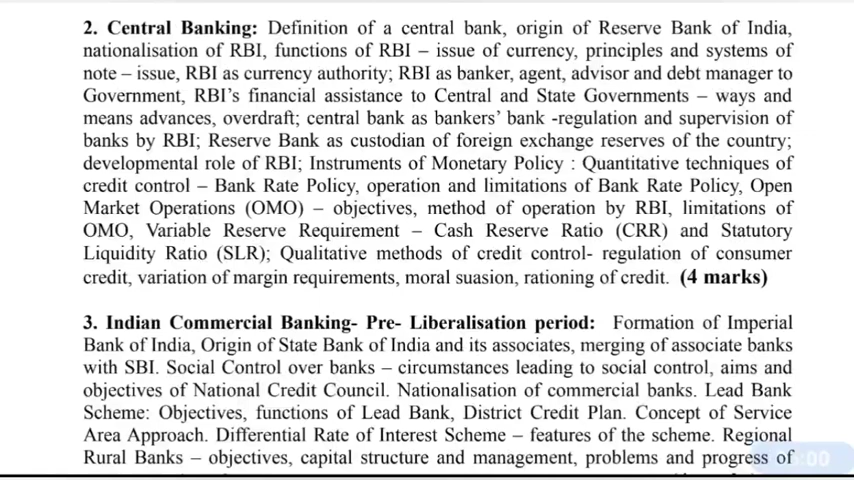 2. Central Banking: Definition of a central bank, origin of Reserve Bank of India,
nationalisation of RBI, functions of RBI – issue of currency, principles and systems of
note – issue, RBI as currency authority; RBI as banker, agent, advisor and debt manager to
Government, RBI's financial assistance to Central and State Governments – ways and
means advances, overdraft; central bank as bankers' bank -regulation and supervision of
banks by RBI; Reserve Bank as custodian of foreign exchange reserves of the country;
developmental role of RBI; Instruments of Monetary Policy : Quantitative techniques of
credit control – Bank Rate Policy, operation and limitations of Bank Rate Policy, Open
Market Operations (OMO) – objectives, method of operation by RBI, limitations of
OMO, Variable Reserve Requirement – Cash Reserve Ratio (CRR) and Statutory
Liquidity Ratio (SLR); Qualitative methods of credit control- regulation of consumer
credit, variation of margin requirements, moral suasion, rationing of credit. (4 marks)
3. Indian Commercial Banking- Pre- Liberalisation period: Formation of Imperial
Bank of India, Origin of State Bank of India and its associates, merging of associate banks
with SBI. Social Control over banks – circumstances leading to social control, aims and
objectives of National Credit Council. Nationalisation of commercial banks. Lead Bank
Scheme: Objectives, functions of Lead Bank, District Credit Plan. Concept of Service
Area Approach. Differential Rate of Interest Scheme – features of the scheme. Regional
Rural Banks – objectives, capital structure and management, problems and progress of